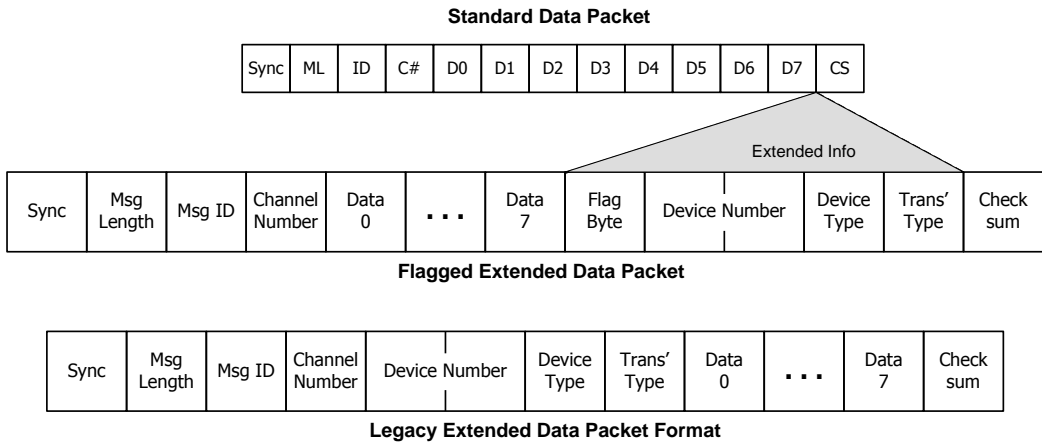 Standard Data Packet
Sync ML ID C# D0 D1 D2 D3 D4 D5 D6 D7 CS
Extended Info
Sync Msg Length Msg ID Channel Number Data 0 ... Data 7 Flag Byte Device Number Device Type Trans' Type Check sum
Flagged Extended Data Packet
Sync Msg Length Msg ID Channel Number Device Number Device Type Trans' Type Data 0 ... Data 7 Check sum
Legacy Extended Data Packet Format